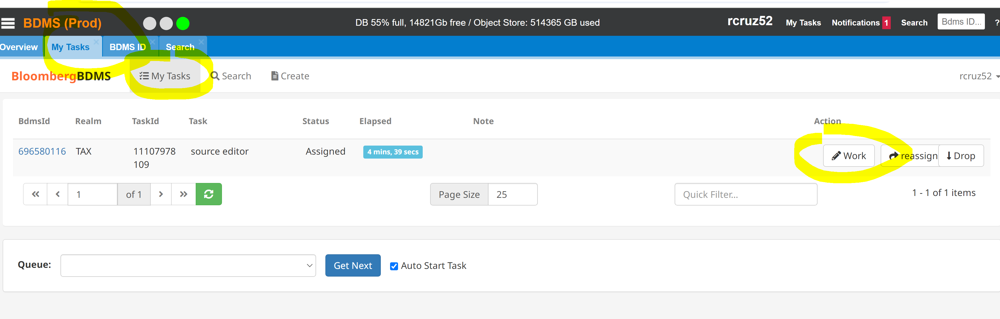 BDMS (Prod) DB 55% full, 14821Gb free / Object Store: 514365 GB used rcruz52 My Tasks Notifications 1 Search Bdms ID... ?
Overview My Tasks BDMS ID Search
BloombergBDMS My Tasks Search Create rcruz52
BdmsId Realm TaskId Task Status Elapsed Note Action
696580116 TAX 11107978 source editor Assigned 4 mins, 39 secs Work reassign Drop
109
1 of 1 Page Size 25 Quick Filter... 1 - 1 of 1 items
Queue: Get Next Auto Start Task